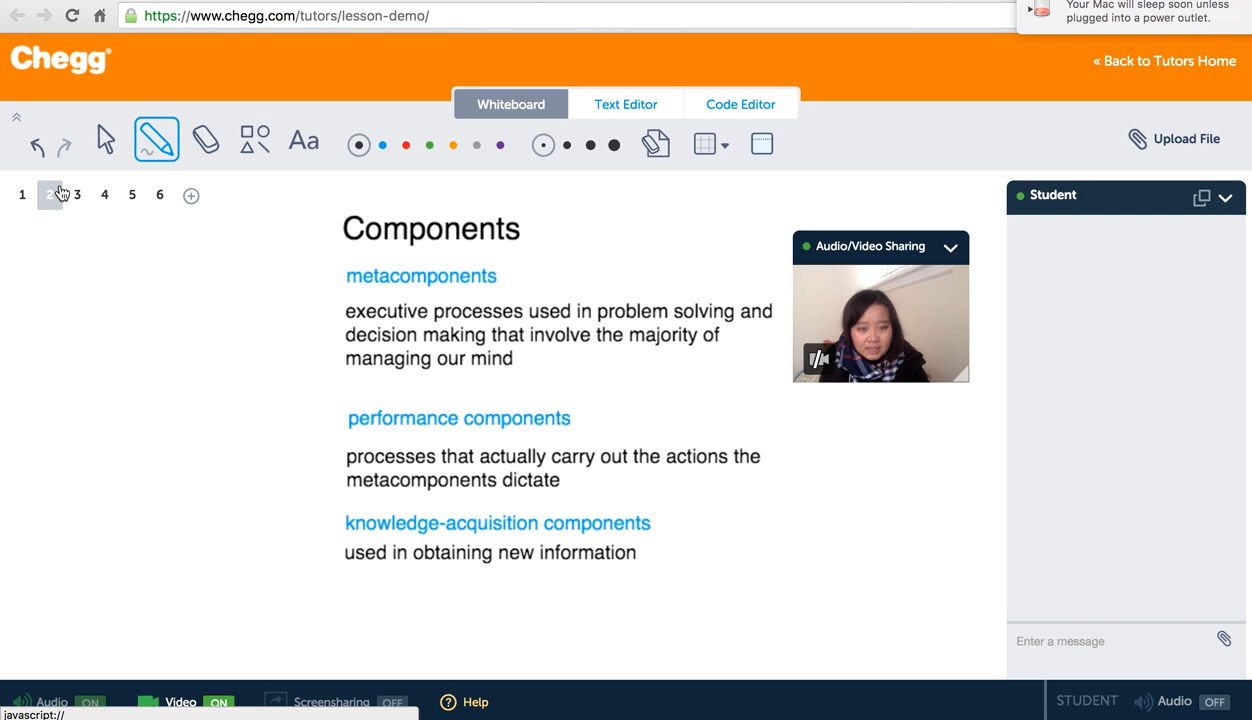 https://www.chegg.com/tutors/lesson-demo/
Your Mac will sleep soon unless
plugged into a power outlet.
Chegg®
« Back to Tutors Home
Whiteboard Text Editor Code Editor
Aa
Upload File
1 2 3 4 5 6
Student
Components
Audio/Video Sharing
metacomponents
executive processes used in problem solving and
decision making that involve the majority of
managing our mind
performance components
processes that actually carry out the actions the
metacomponents dictate
knowledge-acquisition components
used in obtaining new information
Enter a message
Audio ON Video ON Screensharing OFF ? Help STUDENT Audio OFF
javascript://